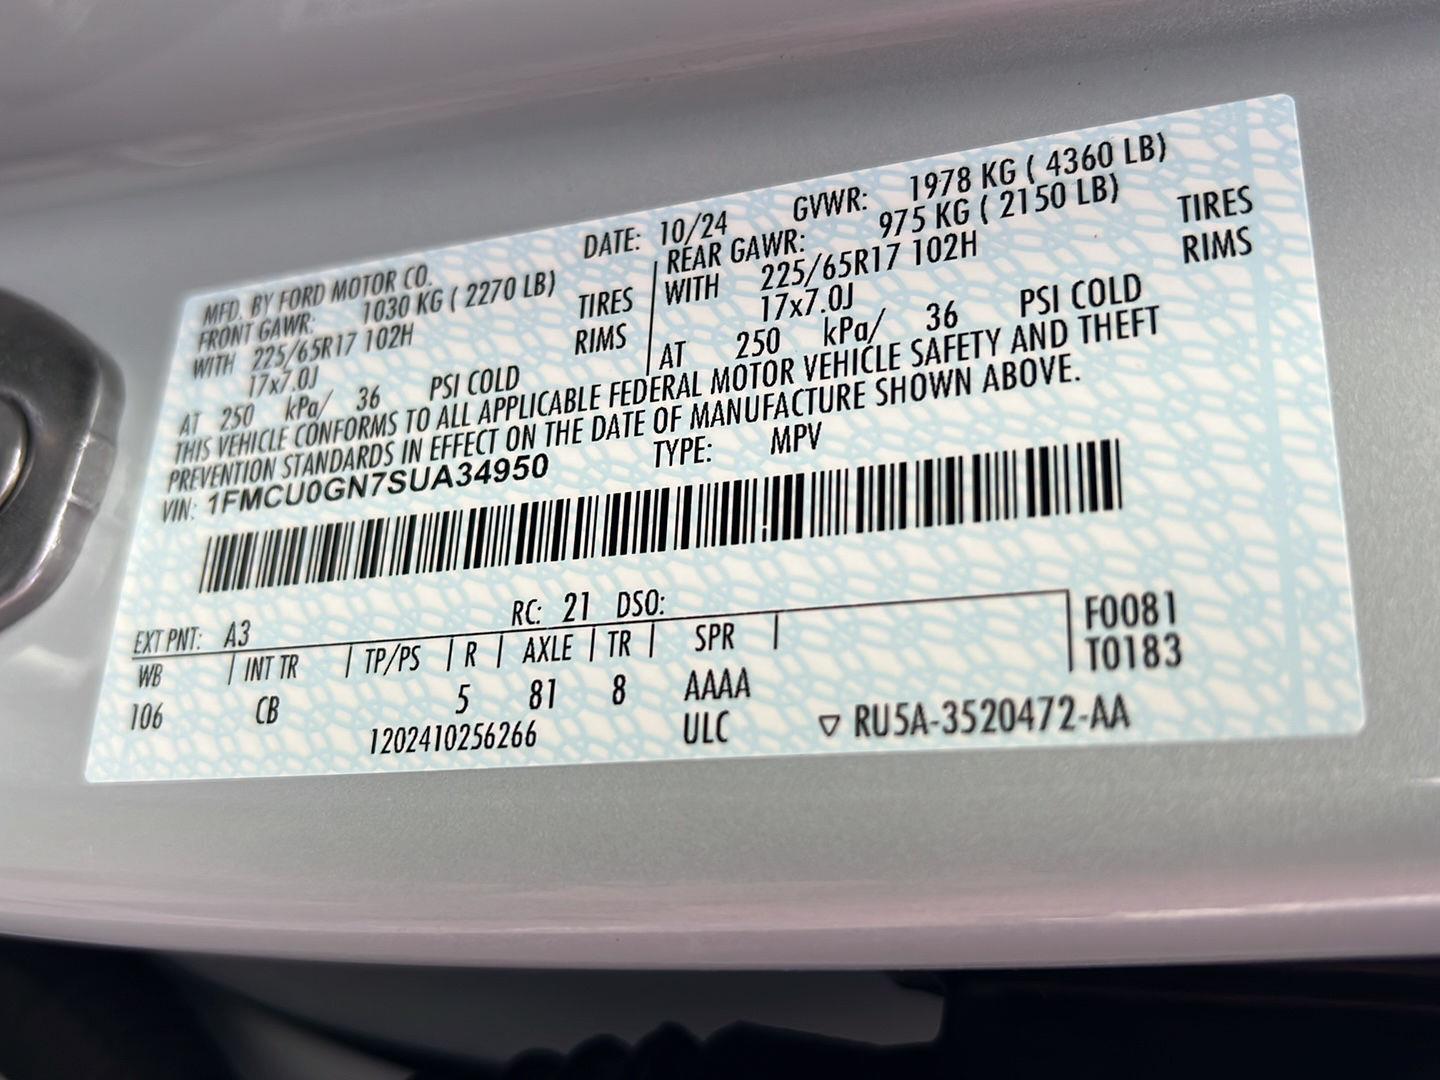 MFD. BY FORD MOTOR CO. DATE: 10/24 GVWR: 1978 KG ( 4360 LB)
FRONT GAWR: 1030 KG ( 2270 LB) REAR GAWR: 975 KG ( 2150 LB)
WITH 225/65R17 102H TIRES WITH 225/65R17 102H TIRES
17x7.0J RIMS 17x7.0J RIMS
AT 250 kPa/ 36 PSI COLD AT 250 kPa/ 36 PSI COLD
THIS VEHICLE CONFORMS TO ALL APPLICABLE FEDERAL MOTOR VEHICLE SAFETY AND THEFT
PREVENTION STANDARDS IN EFFECT ON THE DATE OF MANUFACTURE SHOWN ABOVE.
VIN: 1FMCU0GN7SUA34950 TYPE: MPV
EXT PNT: A3 RC: 21 DSO: F0081
WB INT TR TP/PS R AXLE TR SPR T0183
106 CB 5 81 8 AAAA
1202410256266 ULC ▽ RU5A-3520472-AA